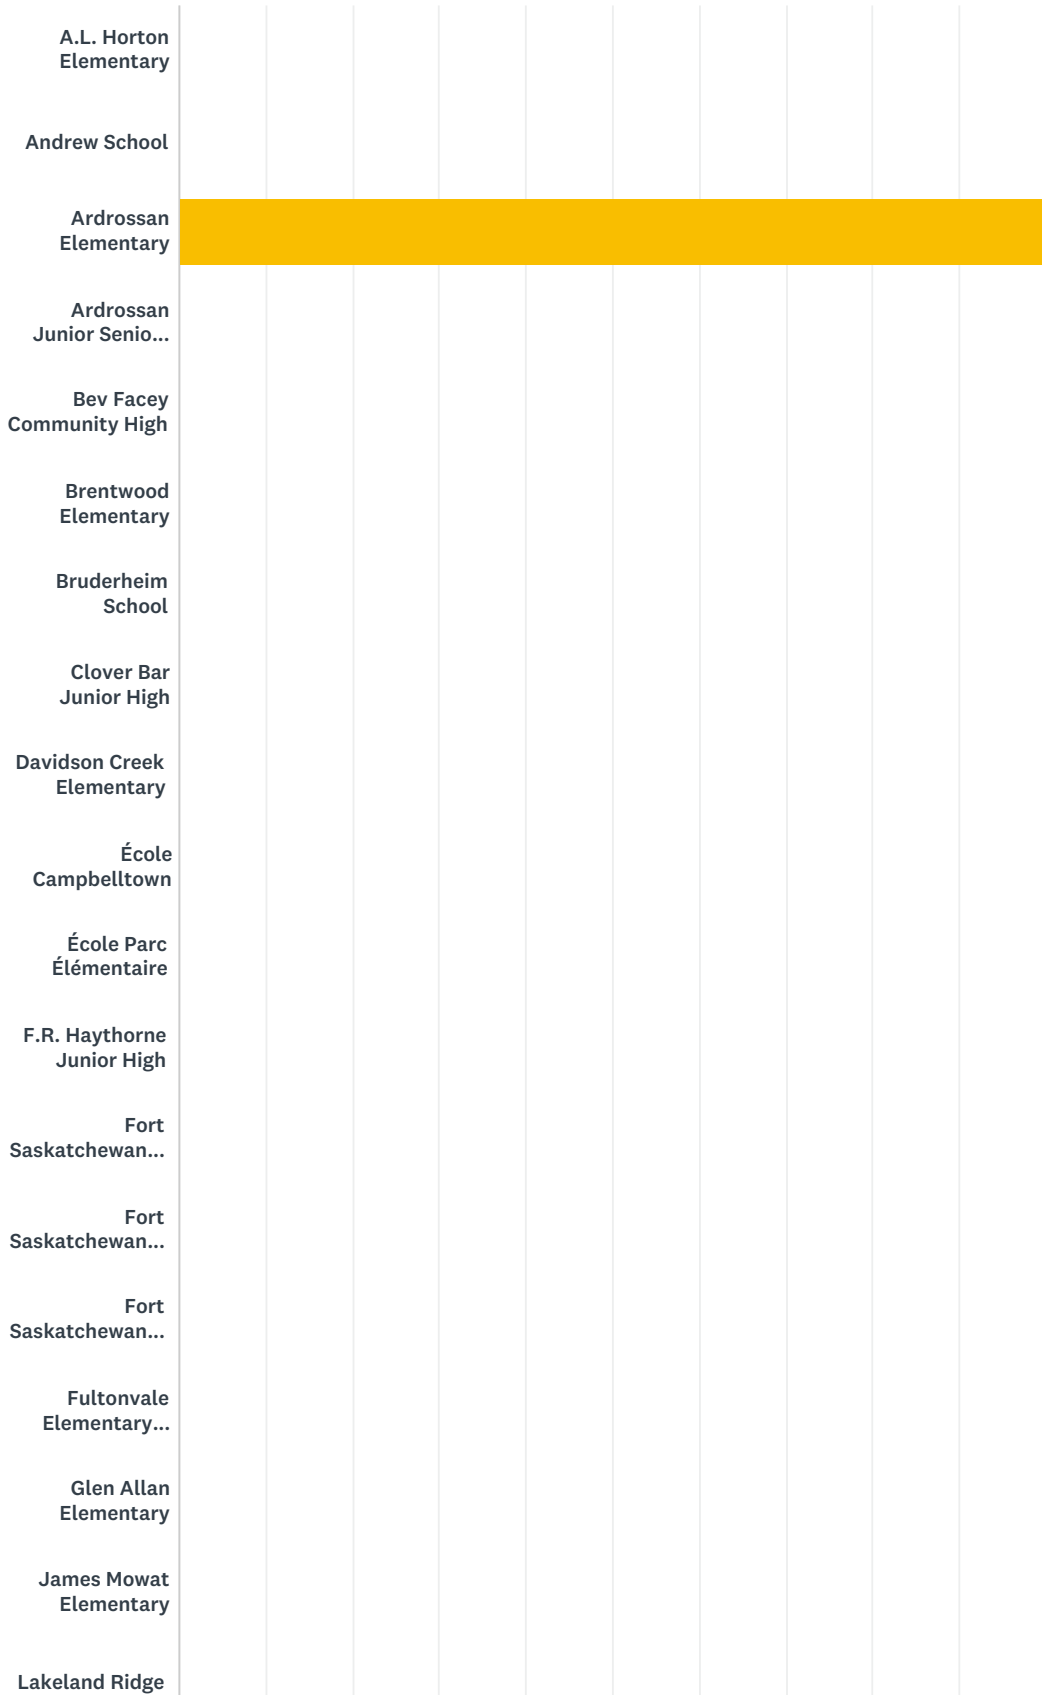 A.L. Horton
Elementary
Andrew School
Ardrossan
Elementary
Ardrossan
Junior Senio...
Bev Facey
Community High
Brentwood
Elementary
Bruderheim
School
Clover Bar
Junior High
Davidson Creek
Elementary
École
Campbelltown
École Parc
Élémentaire
F.R. Haythorne
Junior High
Fort
Saskatchewan...
Fort
Saskatchewan...
Fort
Saskatchewan...
Fultonvale
Elementary...
Glen Allan
Elementary
James Mowat
Elementary
Lakeland Ridge